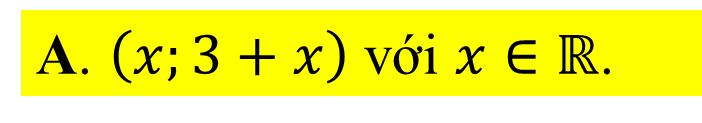 A. (x; 3 + x) với x ∈ ℝ.